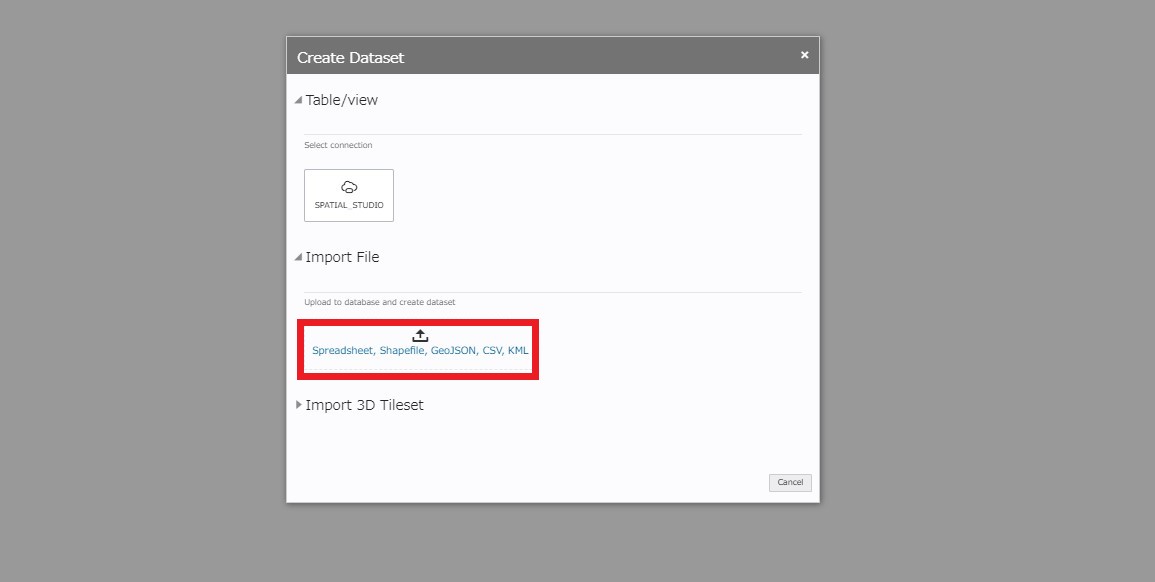 Create Dataset
Table/view
Select connection
SPATIAL_STUDIO
Import File
Upload to database and create dataset
Spreadsheet, Shapefile, GeoJSON, CSV, KML
Import 3D Tileset
Cancel